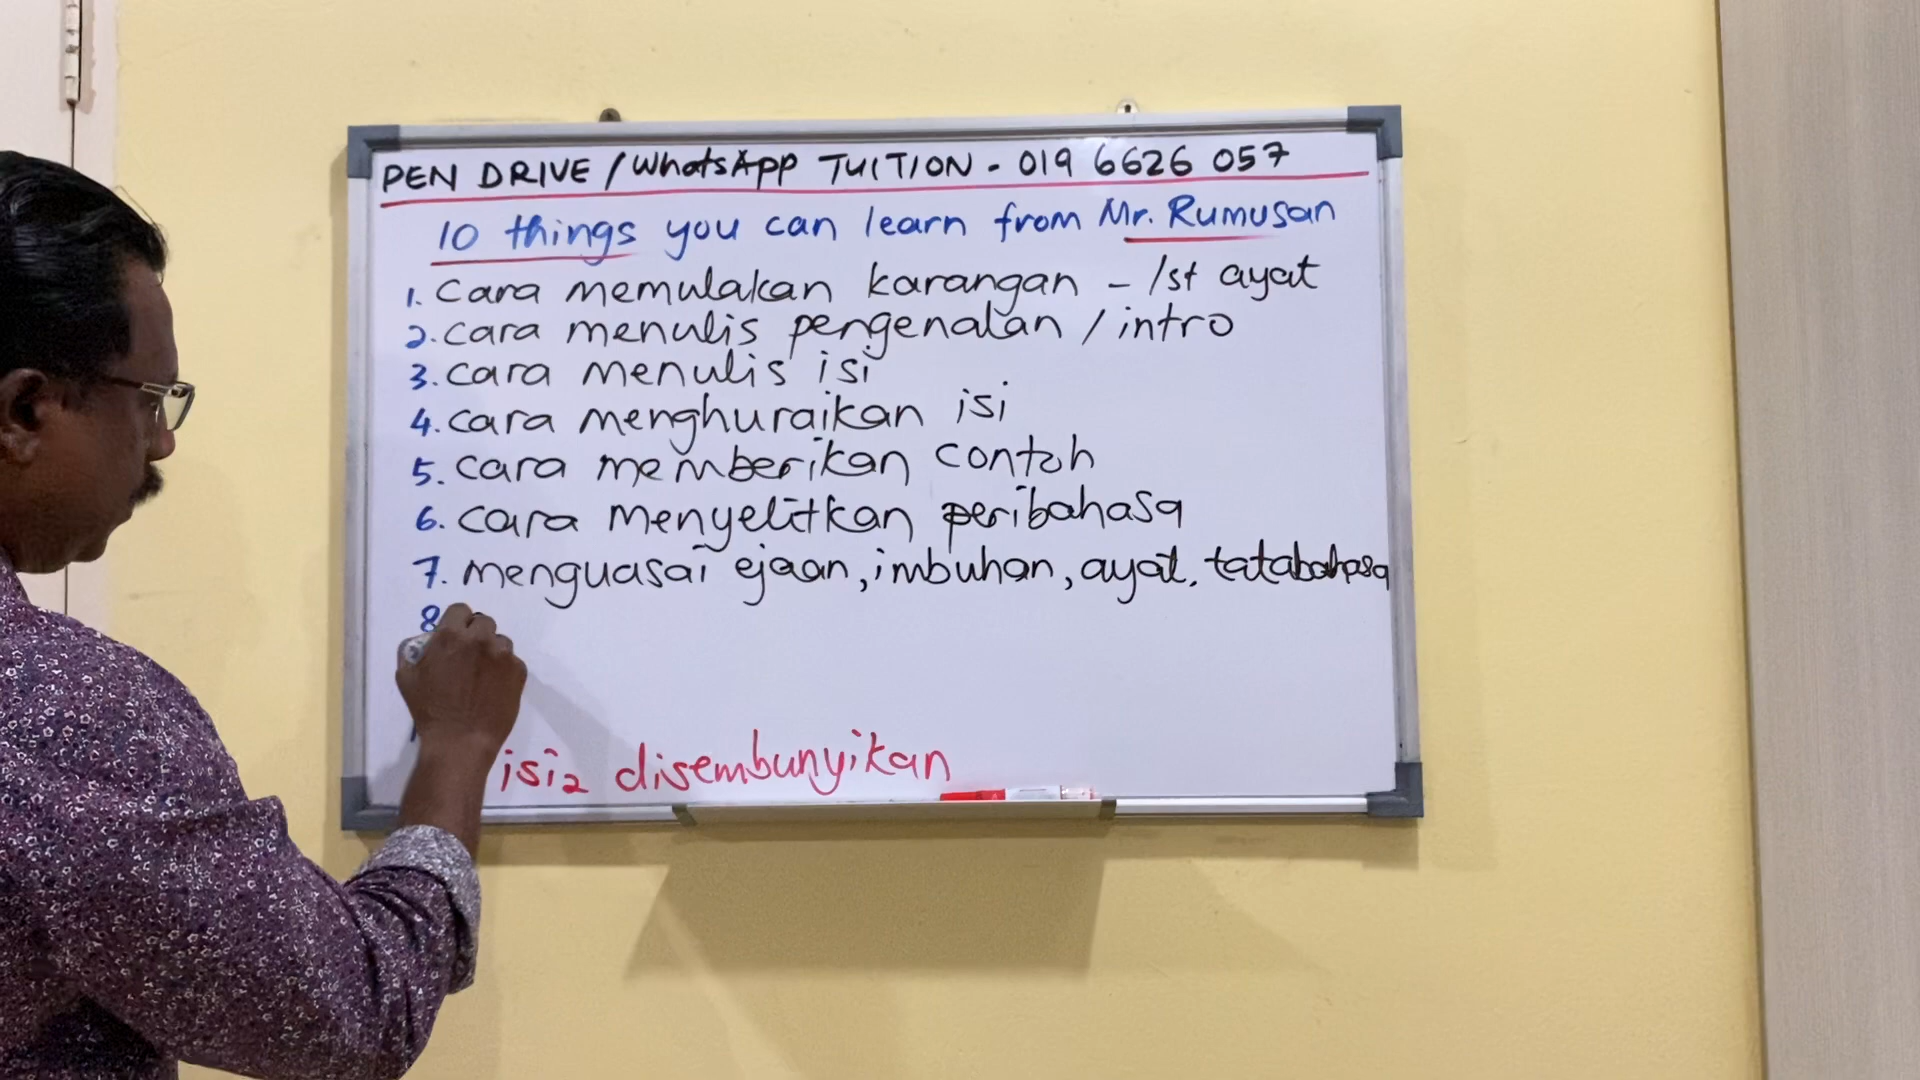 PEN DRIVE / WhatsApp TUITION - 019 6626 057
10 things you can learn from Mr. Rumusan
1. Cara memulakan karangan - 1st ayat
2. cara menulis pengenalan / intro
3. cara menulis isi
4. cara menghuraikan isi
5. cara memberikan contoh
6. cara menyelitkan peribahasa
7. menguasai ejaan, imbuhan, ayat, tatabahasa
8
isi2 disembunyikan